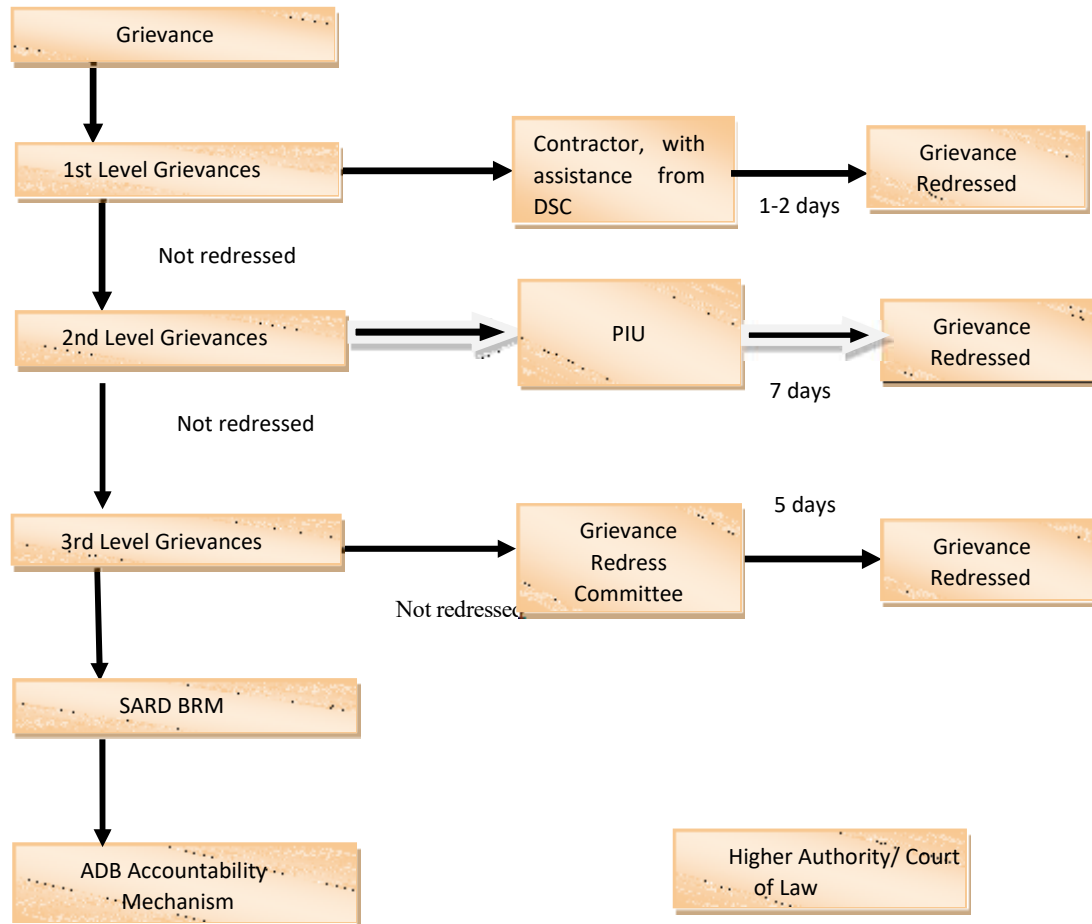 Grievance
1st Level Grievances
Contractor, with
assistance from
DSC
1-2 days
Grievance
Redressed
Not redressed
2nd Level Grievances
PIU
7 days
Grievance
Redressed
Not redressed
3rd Level Grievances
Not redressed
Grievance
Redress
Committee
5 days
Grievance
Redressed
SARD BRM
ADB Accountability
Mechanism
Higher Authority/ Court
of Law